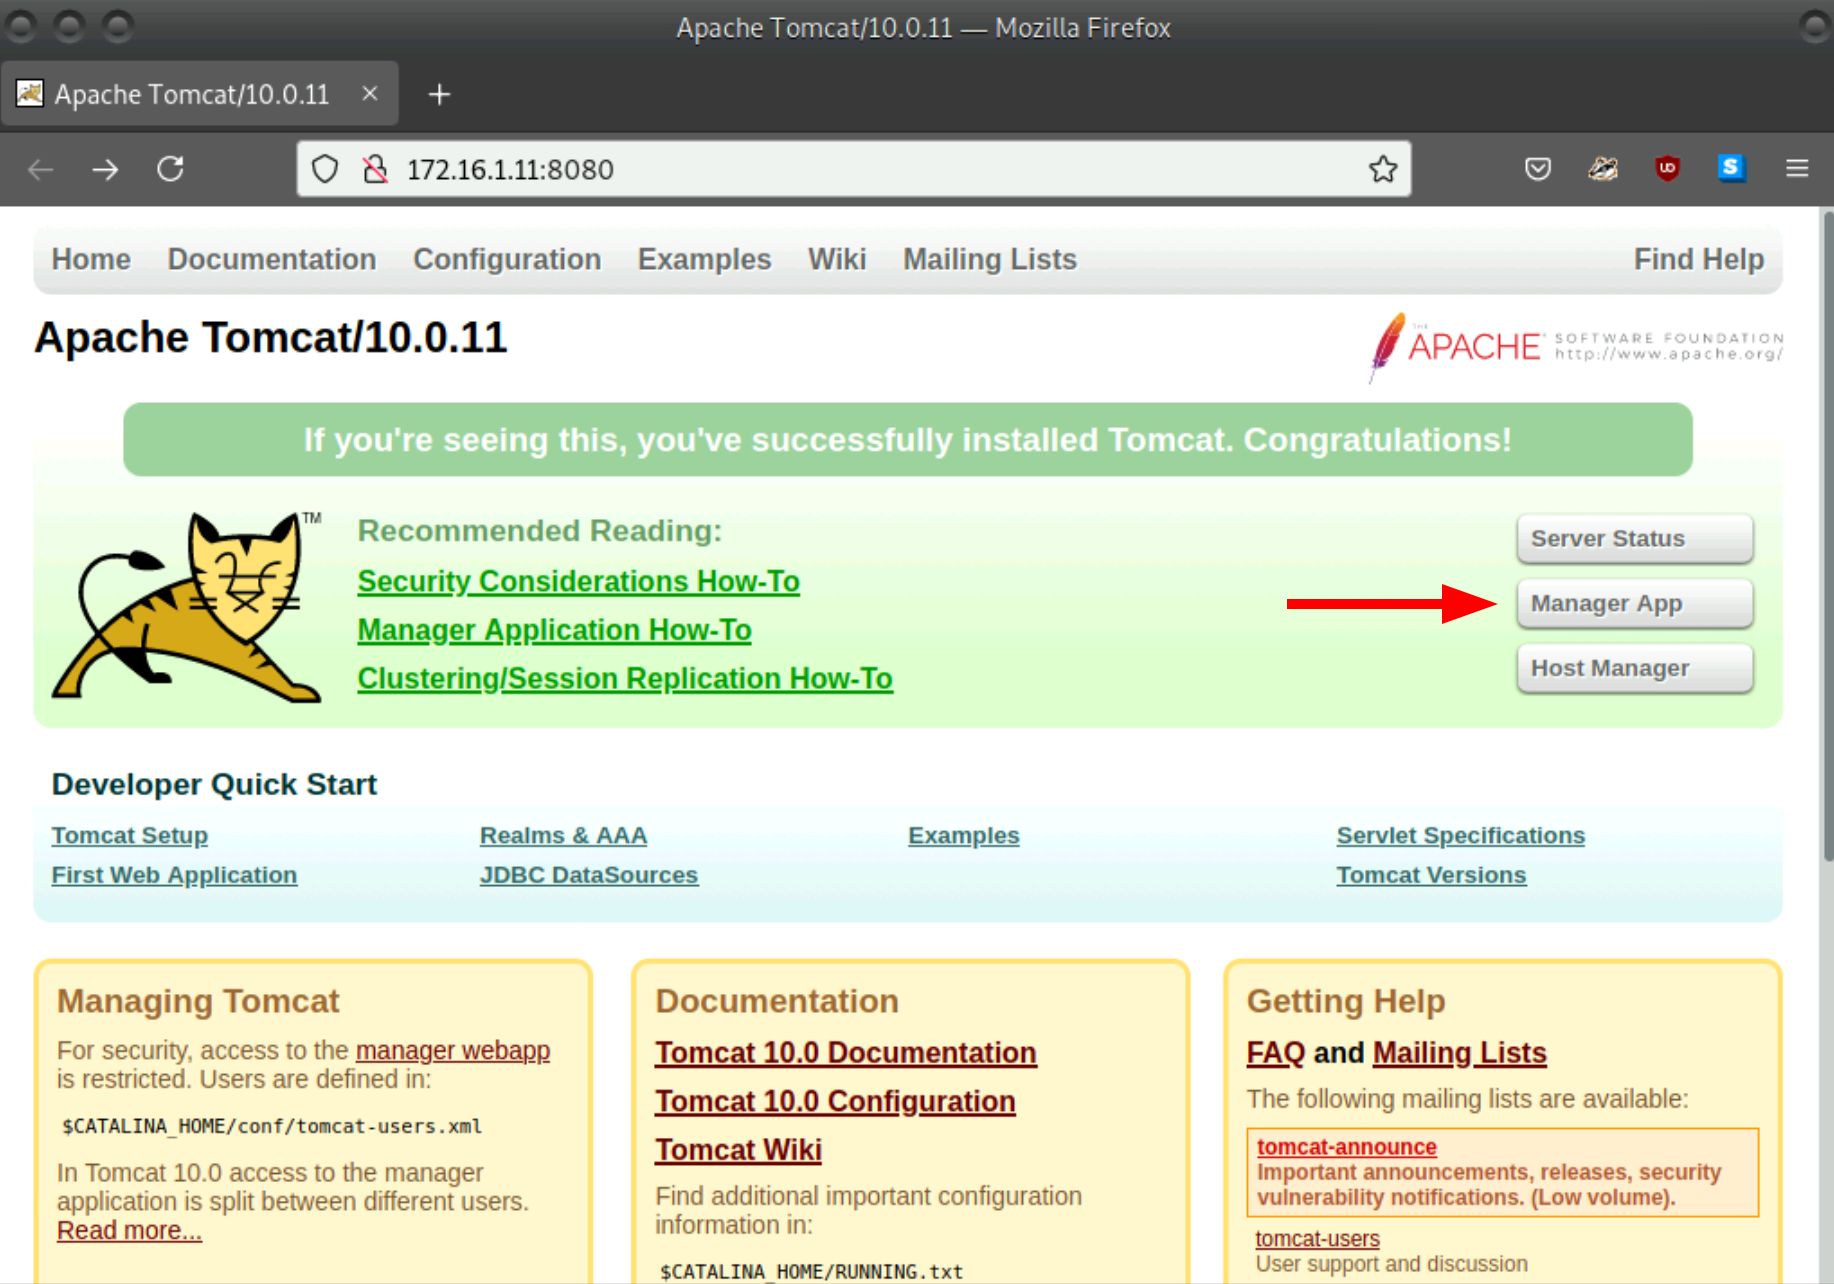 Apache Tomcat/10.0.11 — Mozilla Firefox
Apache Tomcat/10.0.11
172.16.1.11:8080
Home Documentation Configuration Examples Wiki Mailing Lists Find Help
Apache Tomcat/10.0.11
THE APACHE SOFTWARE FOUNDATION
http://www.apache.org/
If you're seeing this, you've successfully installed Tomcat. Congratulations!
TM
Recommended Reading:
Security Considerations How-To
Manager Application How-To
Clustering/Session Replication How-To
Server Status
Manager App
Host Manager
Developer Quick Start
Tomcat Setup
First Web Application
Realms & AAA
JDBC DataSources
Examples
Servlet Specifications
Tomcat Versions
Managing Tomcat
For security, access to the manager webapp
is restricted. Users are defined in:
$CATALINA_HOME/conf/tomcat-users.xml
In Tomcat 10.0 access to the manager
application is split between different users.
Read more...
Documentation
Tomcat 10.0 Documentation
Tomcat 10.0 Configuration
Tomcat Wiki
Find additional important configuration
information in:
$CATALINA_HOME/RUNNING.txt
Getting Help
FAQ and Mailing Lists
The following mailing lists are available:
tomcat-announce
Important announcements, releases, security
vulnerability notifications. (Low volume).
tomcat-users
User support and discussion